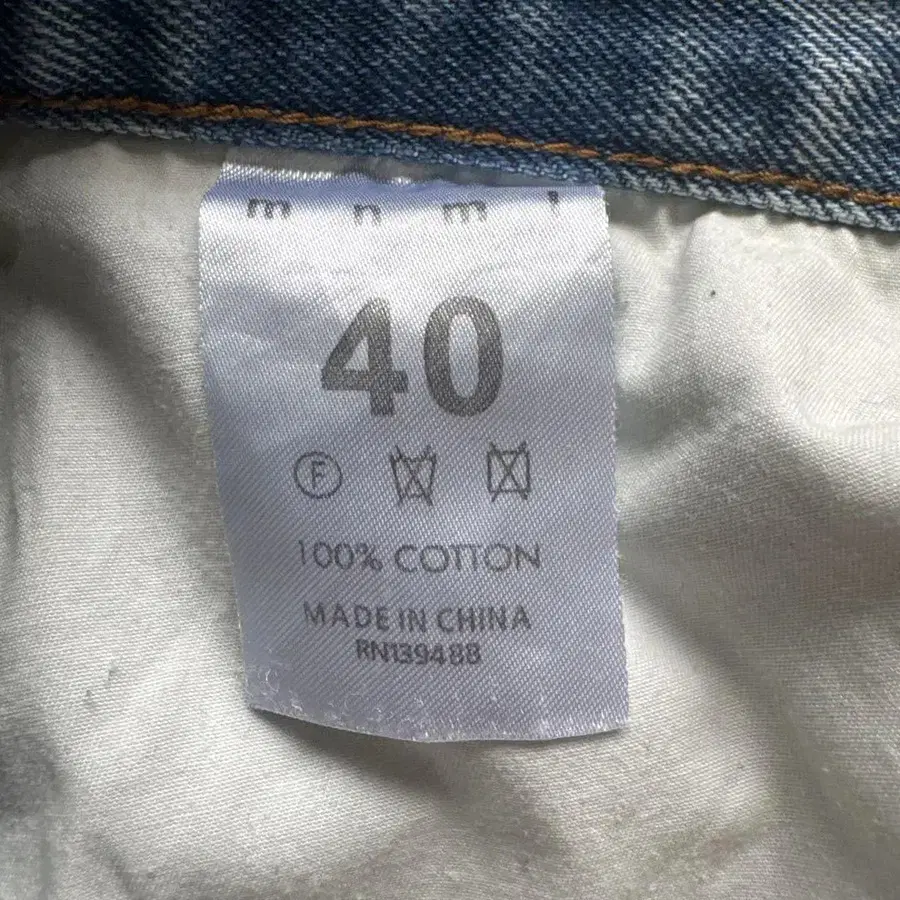 m n m l
40
F
100% COTTON
MADE IN CHINA
RN139488